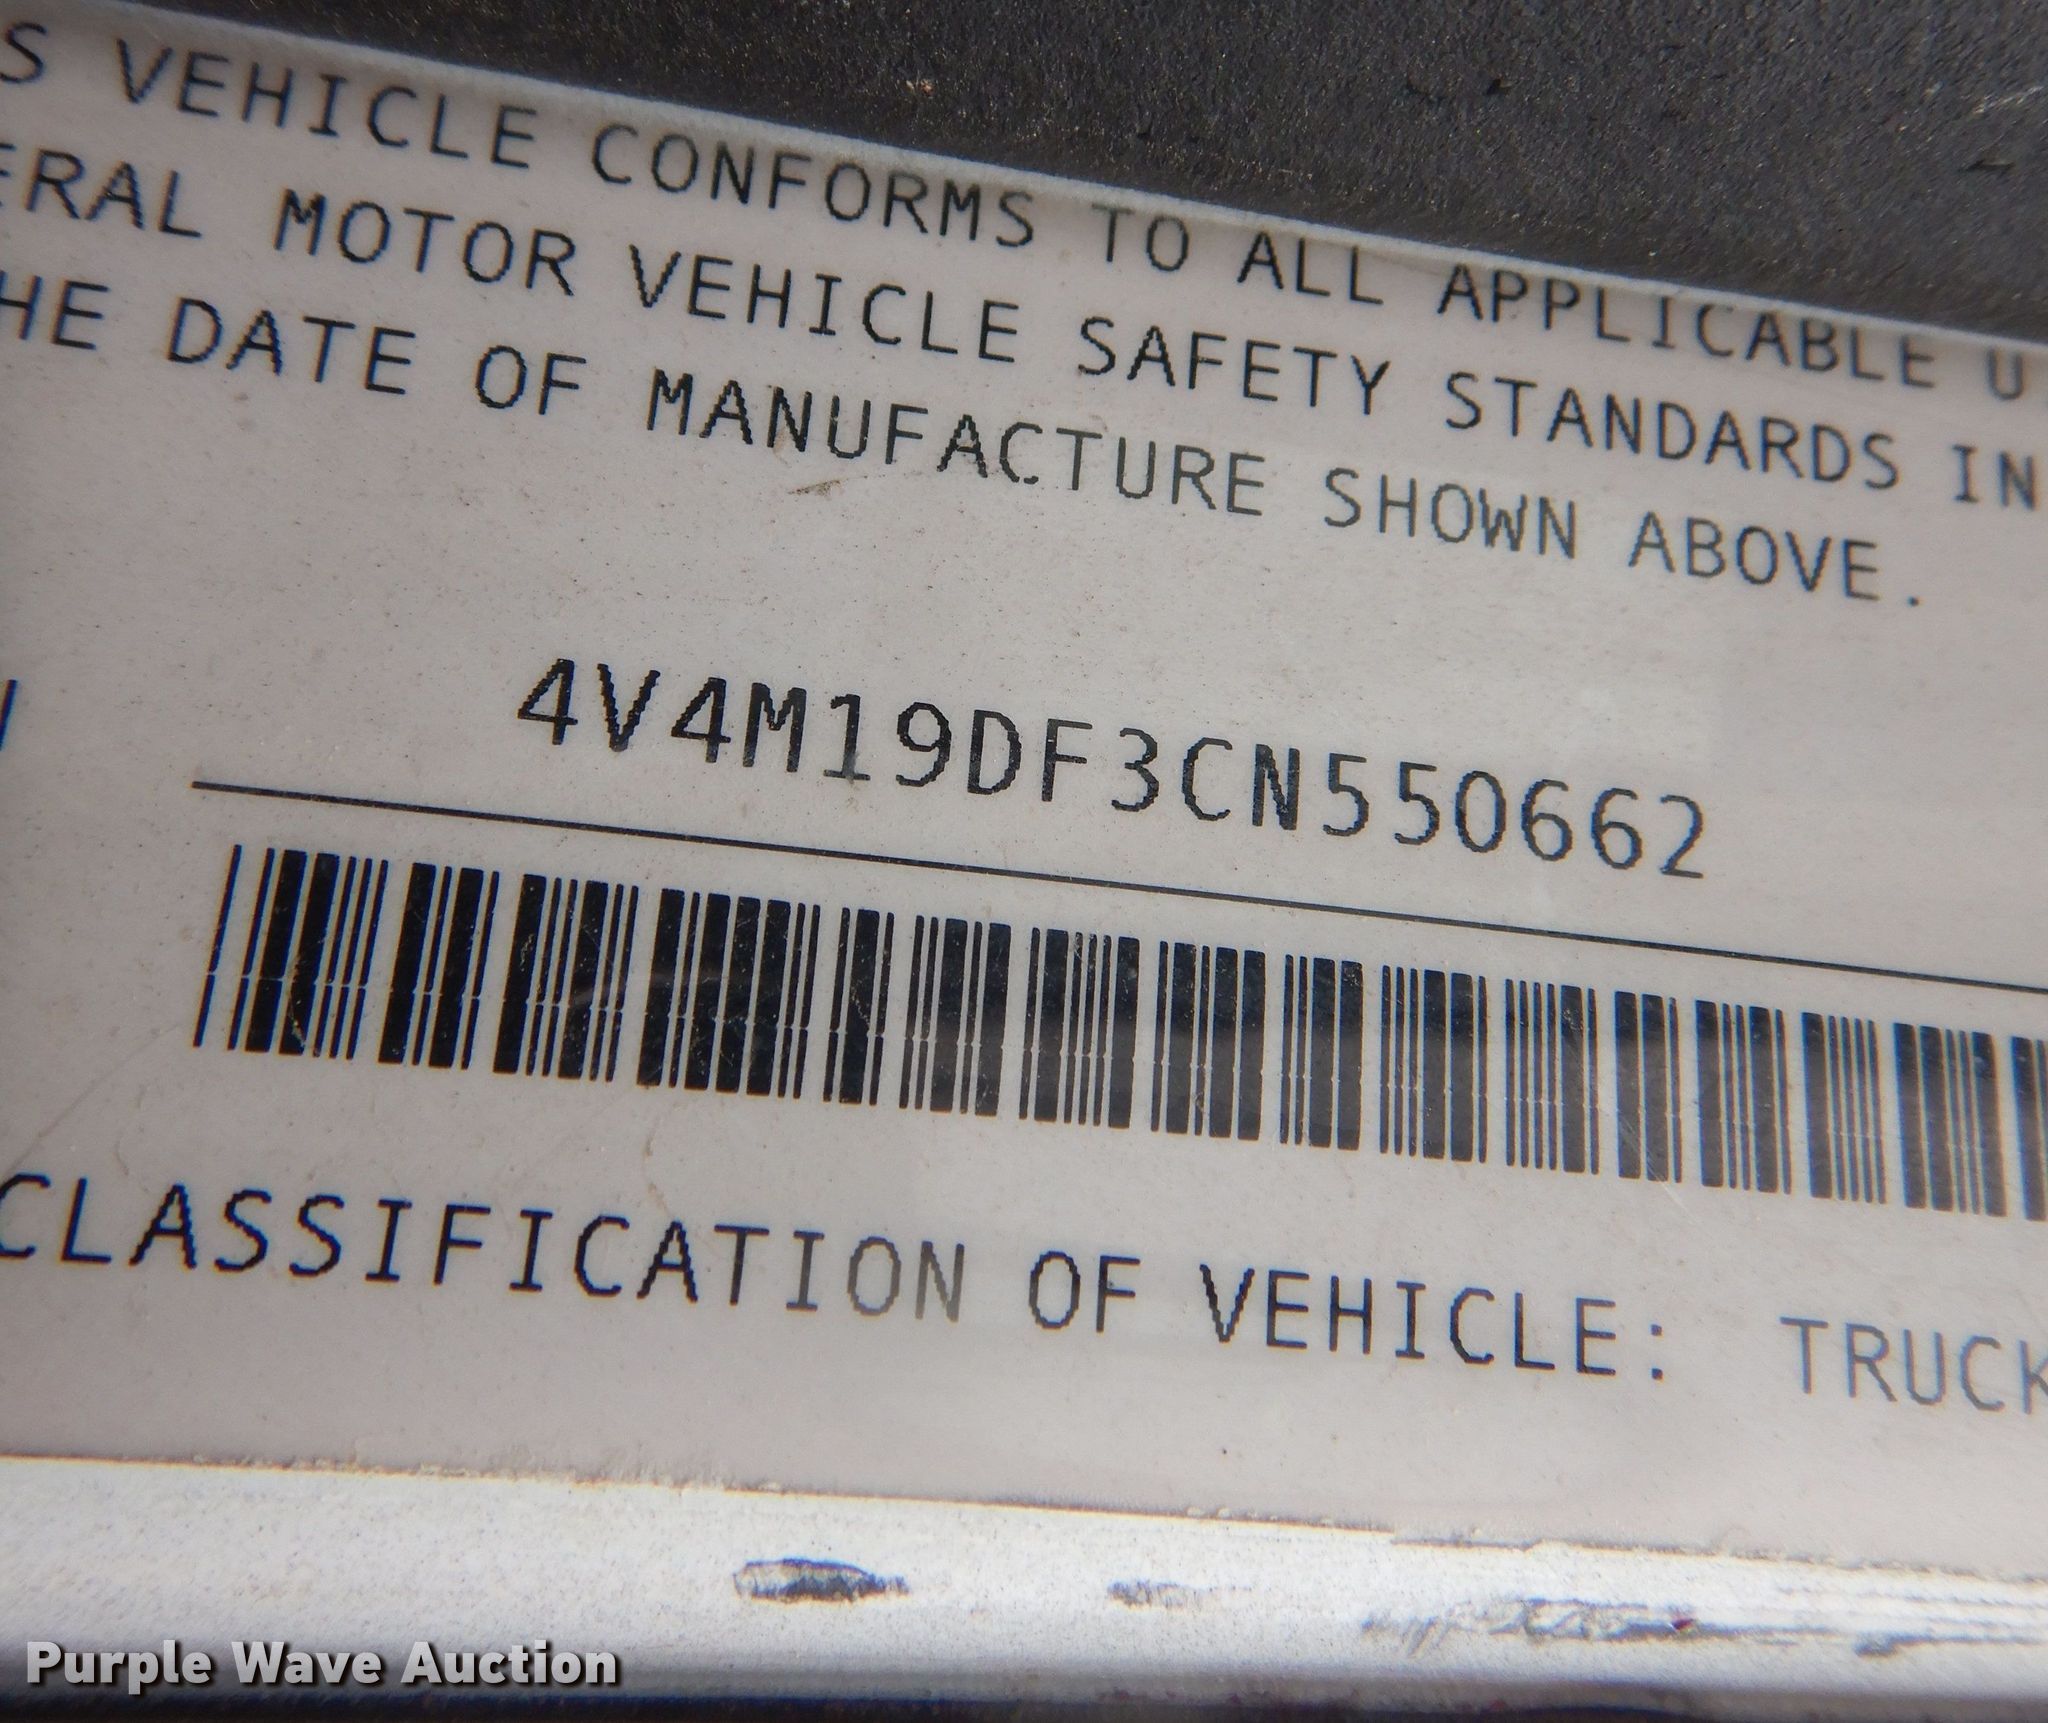 S VEHICLE CONFORMS TO ALL APPLICABLE U
ERAL MOTOR VEHICLE SAFETY STANDARDS IN
HE DATE OF MANUFACTURE SHOWN ABOVE.
4V4M19DF3CN550662
CLASSIFICATION OF VEHICLE: TRUCK
Purple Wave Auction